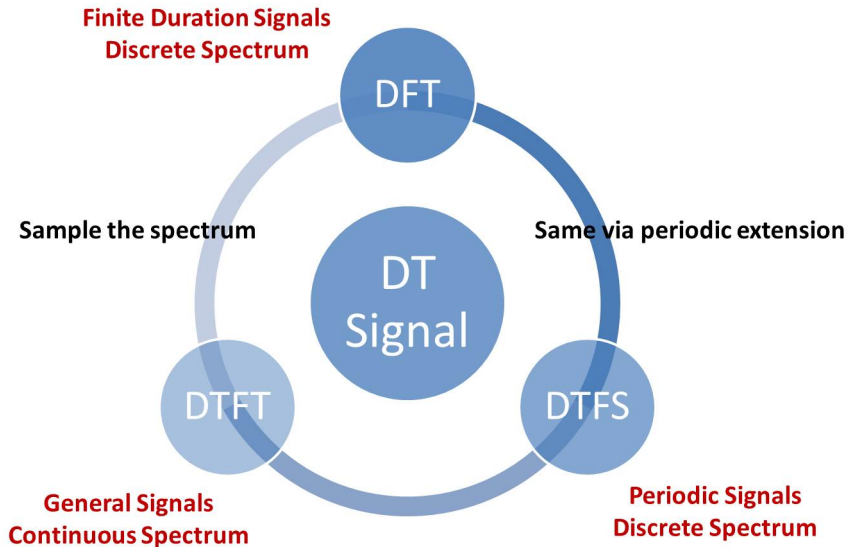 Finite Duration Signals
Discrete Spectrum
DFT
Sample the spectrum
Same via periodic extension
DT
Signal
DTFT
DTFS
General Signals
Continuous Spectrum
Periodic Signals
Discrete Spectrum